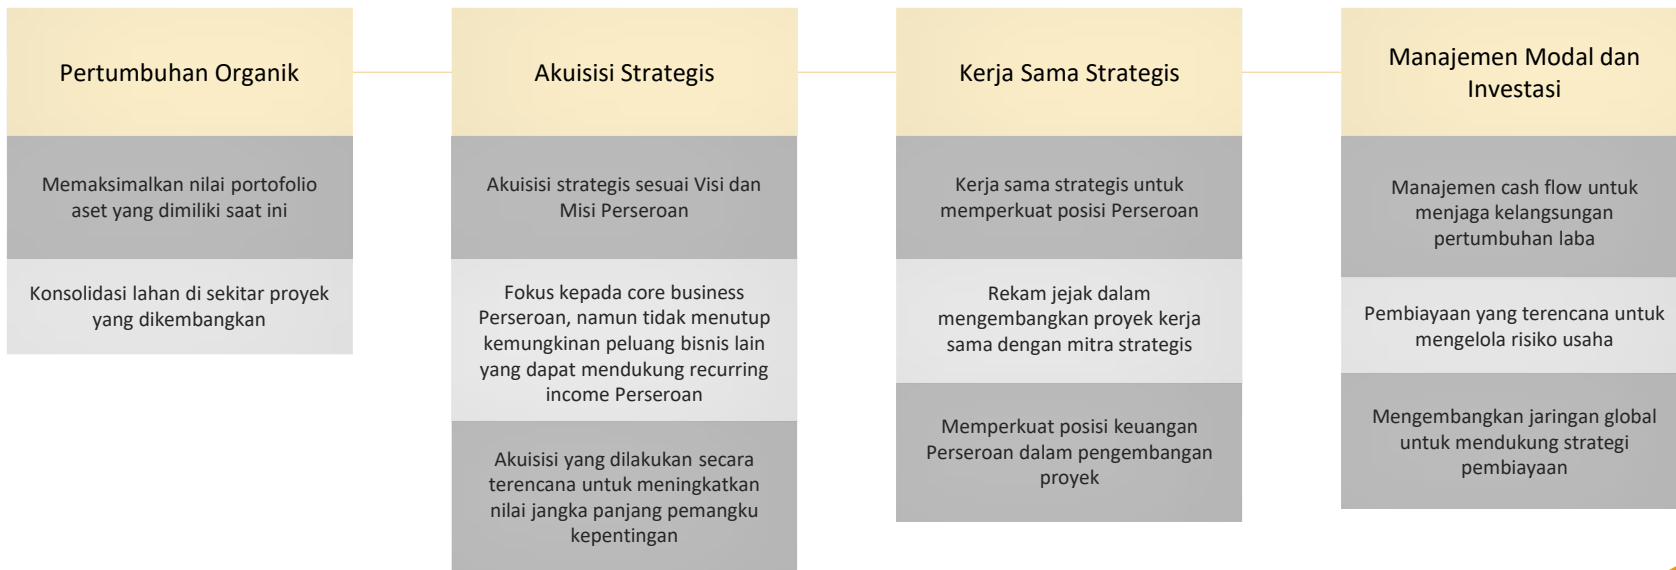 Pertumbuhan Organik
Memaksimalkan nilai portofolio
aset yang dimiliki saat ini
Konsolidasi lahan di sekitar proyek
yang dikembangkan
Akuisisi Strategis
Akuisisi strategis sesuai Visi dan
Misi Perseroan
Fokus kepada core business
Perseroan, namun tidak menutup
kemungkinan peluang bisnis lain
yang dapat mendukung recurring
income Perseroan
Akuisisi yang dilakukan secara
terencana untuk meningkatkan
nilai jangka panjang pemangku
kepentingan
Kerja Sama Strategis
Kerja sama strategis untuk
memperkuat posisi Perseroan
Rekam jejak dalam
mengembangkan proyek kerja
sama dengan mitra strategis
Memperkuat posisi keuangan
Perseroan dalam pengembangan
proyek
Manajemen Modal dan
Investasi
Manajemen cash flow untuk
menjaga kelangsungan
pertumbuhan laba
Pembiayaan yang terencana untuk
mengelola risiko usaha
Mengembangkan jaringan global
untuk mendukung strategi
pembiayaan